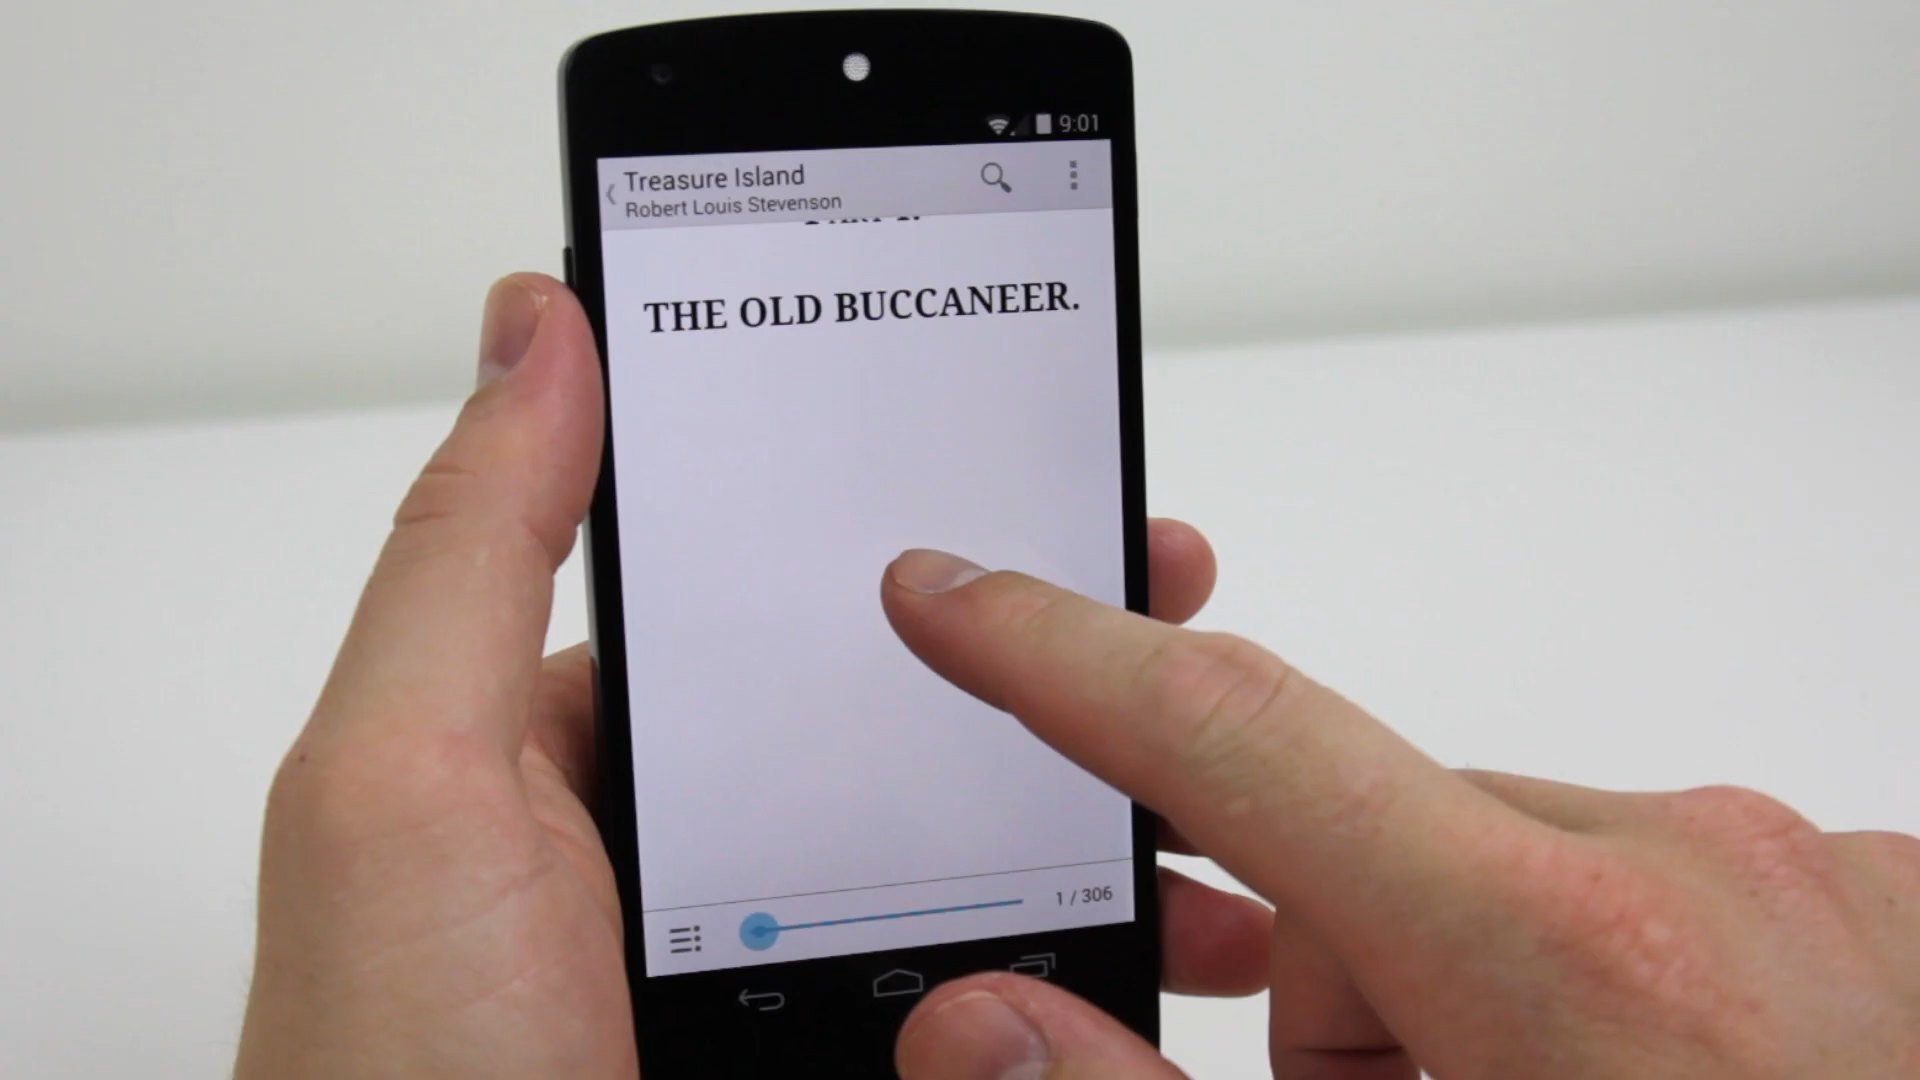 9:01
Treasure Island
Robert Louis Stevenson
THE OLD BUCCANEER.
1 / 306